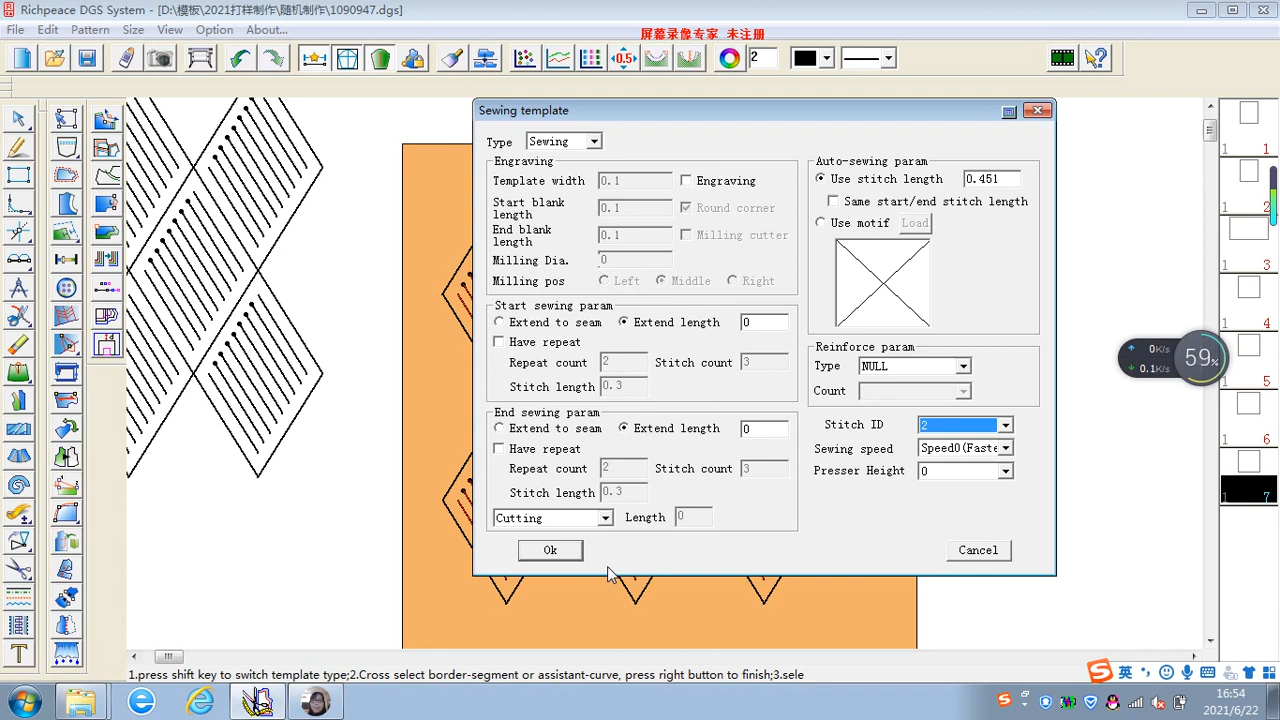 Richpeace DGS System - [D:\模板\2021打样制作\随机制作\1090947.dgs]
File Edit Pattern Size View Option About...
屏幕录像专家 未注册
+0.5+
2
Sewing template
Type Sewing
Engraving
Template width 0.1 Engraving
Start blank length 0.1 Round corner
End blank length 0.1 Milling cutter
Milling Dia. 0
Milling pos Left Middle Right
Start sewing param
Extend to seam Extend length 0
Have repeat
Repeat count 2 Stitch count 3
Stitch length 0.3
End sewing param
Extend to seam Extend length 0
Have repeat
Repeat count 2 Stitch count 3
Stitch length 0.3
Cutting Length 0
Ok
Auto-sewing param
Use stitch length 0.451
Same start/end stitch length
Use motif Load
Reinforce param
Type NULL
Count
Stitch ID 2
Sewing speed Speed0(Faste
Presser Height 0
Cancel
1 1
1 2
1 3
1 4
1 5
1 6
1 7
0K/s
0.1K/s
59%
1.press shift key to switch template type;2.Cross select border-segment or assistant-curve, press right button to finish;3.sele
英
16:54
2021/6/22